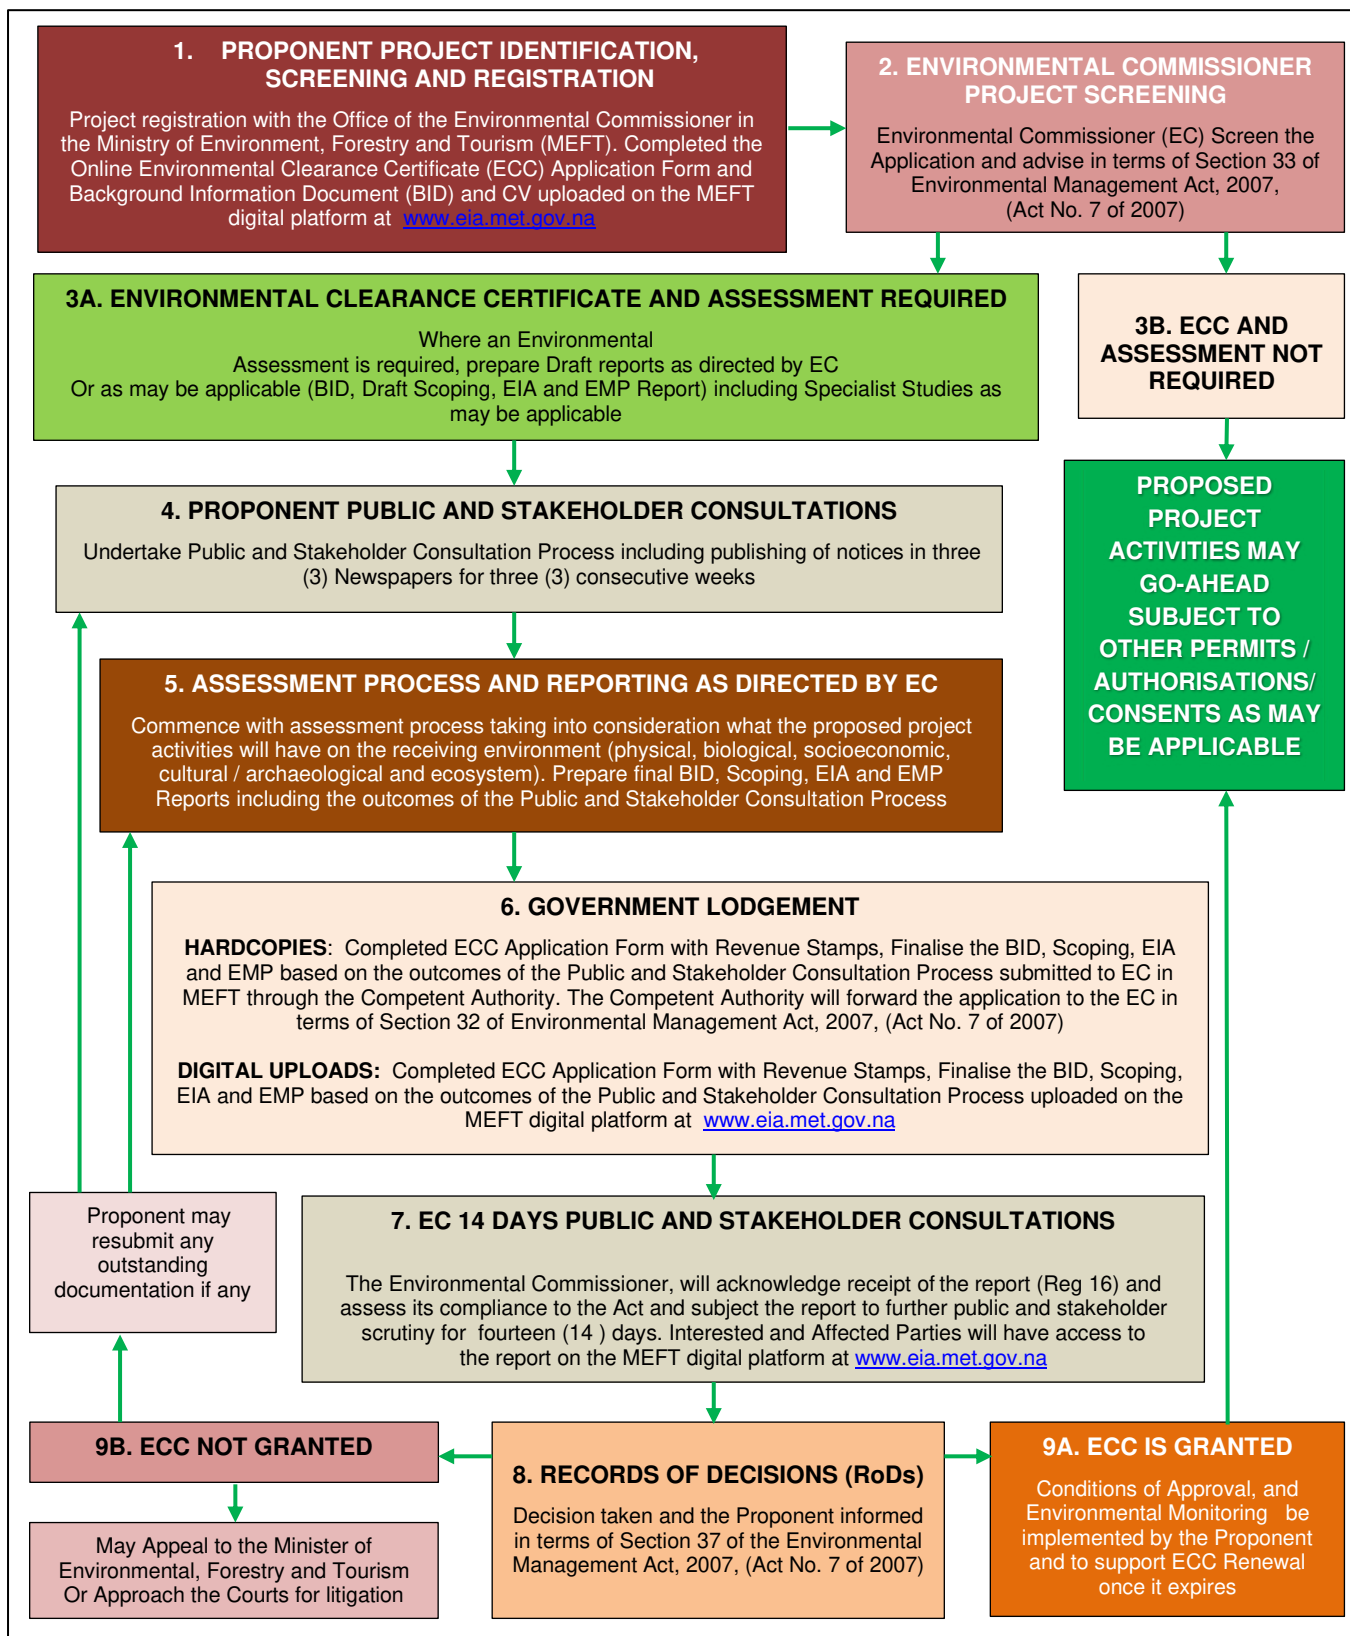 1. PROPONENT PROJECT IDENTIFICATION,
SCREENING AND REGISTRATION
Project registration with the Office of the Environmental Commissioner in
the Ministry of Environment, Forestry and Tourism (MEFT). Completed the
Online Environmental Clearance Certificate (ECC) Application Form and
Background Information Document (BID) and CV uploaded on the MEFT
digital platform at www.eia.met.gov.na
2. ENVIRONMENTAL COMMISSIONER
PROJECT SCREENING
Environmental Commissioner (EC) Screen the
Application and advise in terms of Section 33 of
Environmental Management Act, 2007,
(Act No. 7 of 2007)
3A. ENVIRONMENTAL CLEARANCE CERTIFICATE AND ASSESSMENT REQUIRED
Where an Environmental
Assessment is required, prepare Draft reports as directed by EC
Or as may be applicable (BID, Draft Scoping, EIA and EMP Report) including Specialist Studies as
may be applicable
3B. ECC AND
ASSESSMENT NOT
REQUIRED
4. PROPONENT PUBLIC AND STAKEHOLDER CONSULTATIONS
Undertake Public and Stakeholder Consultation Process including publishing of notices in three
(3) Newspapers for three (3) consecutive weeks
PROPOSED
PROJECT
ACTIVITIES MAY
GO-AHEAD
SUBJECT TO
OTHER PERMITS /
AUTHORISATIONS/
CONSENTS AS MAY
BE APPLICABLE
5. ASSESSMENT PROCESS AND REPORTING AS DIRECTED BY EC
Commence with assessment process taking into consideration what the proposed project
activities will have on the receiving environment (physical, biological, socioeconomic,
cultural / archaeological and ecosystem). Prepare final BID, Scoping, EIA and EMP
Reports including the outcomes of the Public and Stakeholder Consultation Process
6. GOVERNMENT LODGEMENT
HARDCOPIES: Completed ECC Application Form with Revenue Stamps, Finalise the BID, Scoping, EIA
and EMP based on the outcomes of the Public and Stakeholder Consultation Process submitted to EC in
MEFT through the Competent Authority. The Competent Authority will forward the application to the EC in
terms of Section 32 of Environmental Management Act, 2007, (Act No. 7 of 2007)
DIGITAL UPLOADS: Completed ECC Application Form with Revenue Stamps, Finalise the BID, Scoping,
EIA and EMP based on the outcomes of the Public and Stakeholder Consultation Process uploaded on the
MEFT digital platform at www.eia.met.gov.na
Proponent may
resubmit any
outstanding
documentation if any
7. EC 14 DAYS PUBLIC AND STAKEHOLDER CONSULTATIONS
The Environmental Commissioner, will acknowledge receipt of the report (Reg 16) and
assess its compliance to the Act and subject the report to further public and stakeholder
scrutiny for fourteen (14 ) days. Interested and Affected Parties will have access to
the report on the MEFT digital platform at www.eia.met.gov.na
9B. ECC NOT GRANTED
May Appeal to the Minister of
Environmental, Forestry and Tourism
Or Approach the Courts for litigation
8. RECORDS OF DECISIONS (RoDs)
Decision taken and the Proponent informed
in terms of Section 37 of the Environmental
Management Act, 2007, (Act No. 7 of 2007)
9A. ECC IS GRANTED
Conditions of Approval, and
Environmental Monitoring be
implemented by the Proponent
and to support ECC Renewal
once it expires